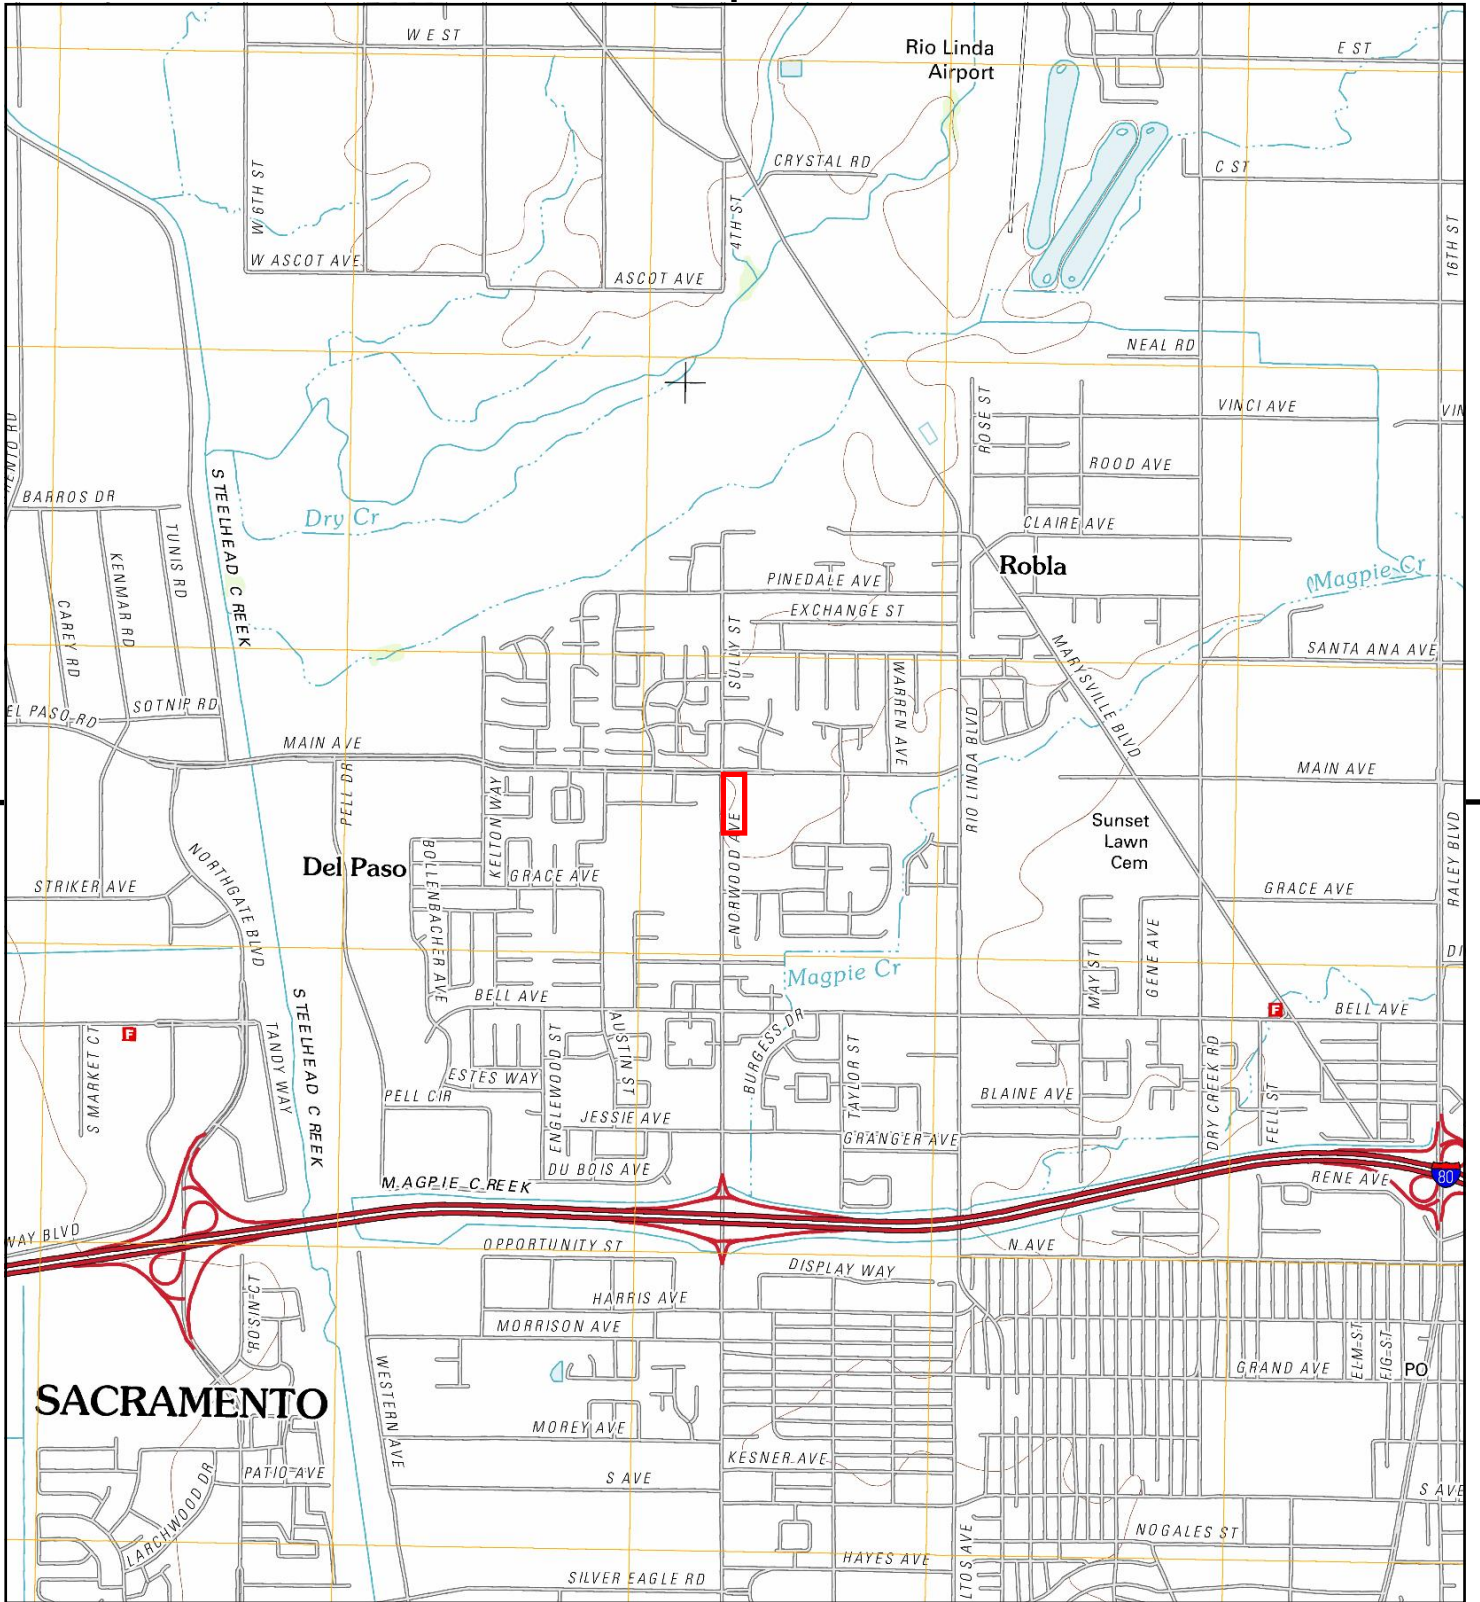 W E ST
Rio Linda
Airport
E ST
CRYSTAL RD
C ST
W 6TH ST
4TH ST
16TH ST
W ASCOT AVE
ASCOT AVE
NEAL RD
ROSE ST
VINCI AVE
VIN
ROOD AVE
BARROS DR
Dry Cr
CLAIRE AVE
STEELHEAD CREEK
TUNIS RD
KENMAR RD
CAREY RD
Robla
PINEDALE AVE
EXCHANGE ST
Magpie Cr
SULLY ST
MARYSVILLE BLVD
SANTA ANA AVE
WARREN AVE
EL PASO RD
SOTNIP RD
RIO LINDA BLVD
MAIN AVE
MAIN AVE
PELL DR
KELTON WAY
NORWOOD AVE
Sunset
Lawn
Cem
RALEY BLVD
NORTHGATE BLVD
Del Paso
BOLLENBACHER AVE
GRACE AVE
STRIKER AVE
GRACE AVE
GENE AVE
MAY ST
DI
Magpie Cr
BELL AVE
STEELHEAD CREEK
F
BELL AVE
F
S MARKET CT
TANDY WAY
AUSTIN ST
ENGLEWOOD ST
BURGESS DR
TAYLOR ST
DRY CREEK RD
ESTES WAY
PELL CIR
BLAINE AVE
FELL ST
JESSIE AVE
GRANGER AVE
DU BOIS AVE
MAGPIE CREEK
80
RENE AVE
WAY BLVD
OPPORTUNITY ST
N AVE
DISPLAY WAY
ROSIN CT
HARRIS AVE
MORRISON AVE
ELM ST
FIG ST
WESTERN AVE
GRAND AVE
PO
SACRAMENTO
MOREY AVE
KESNER AVE
PATIO AVE
S AVE
S AVE
LARCHWOOD DR
NOGALES ST
HAYES AVE
LTOS AVE
SILVER EAGLE RD